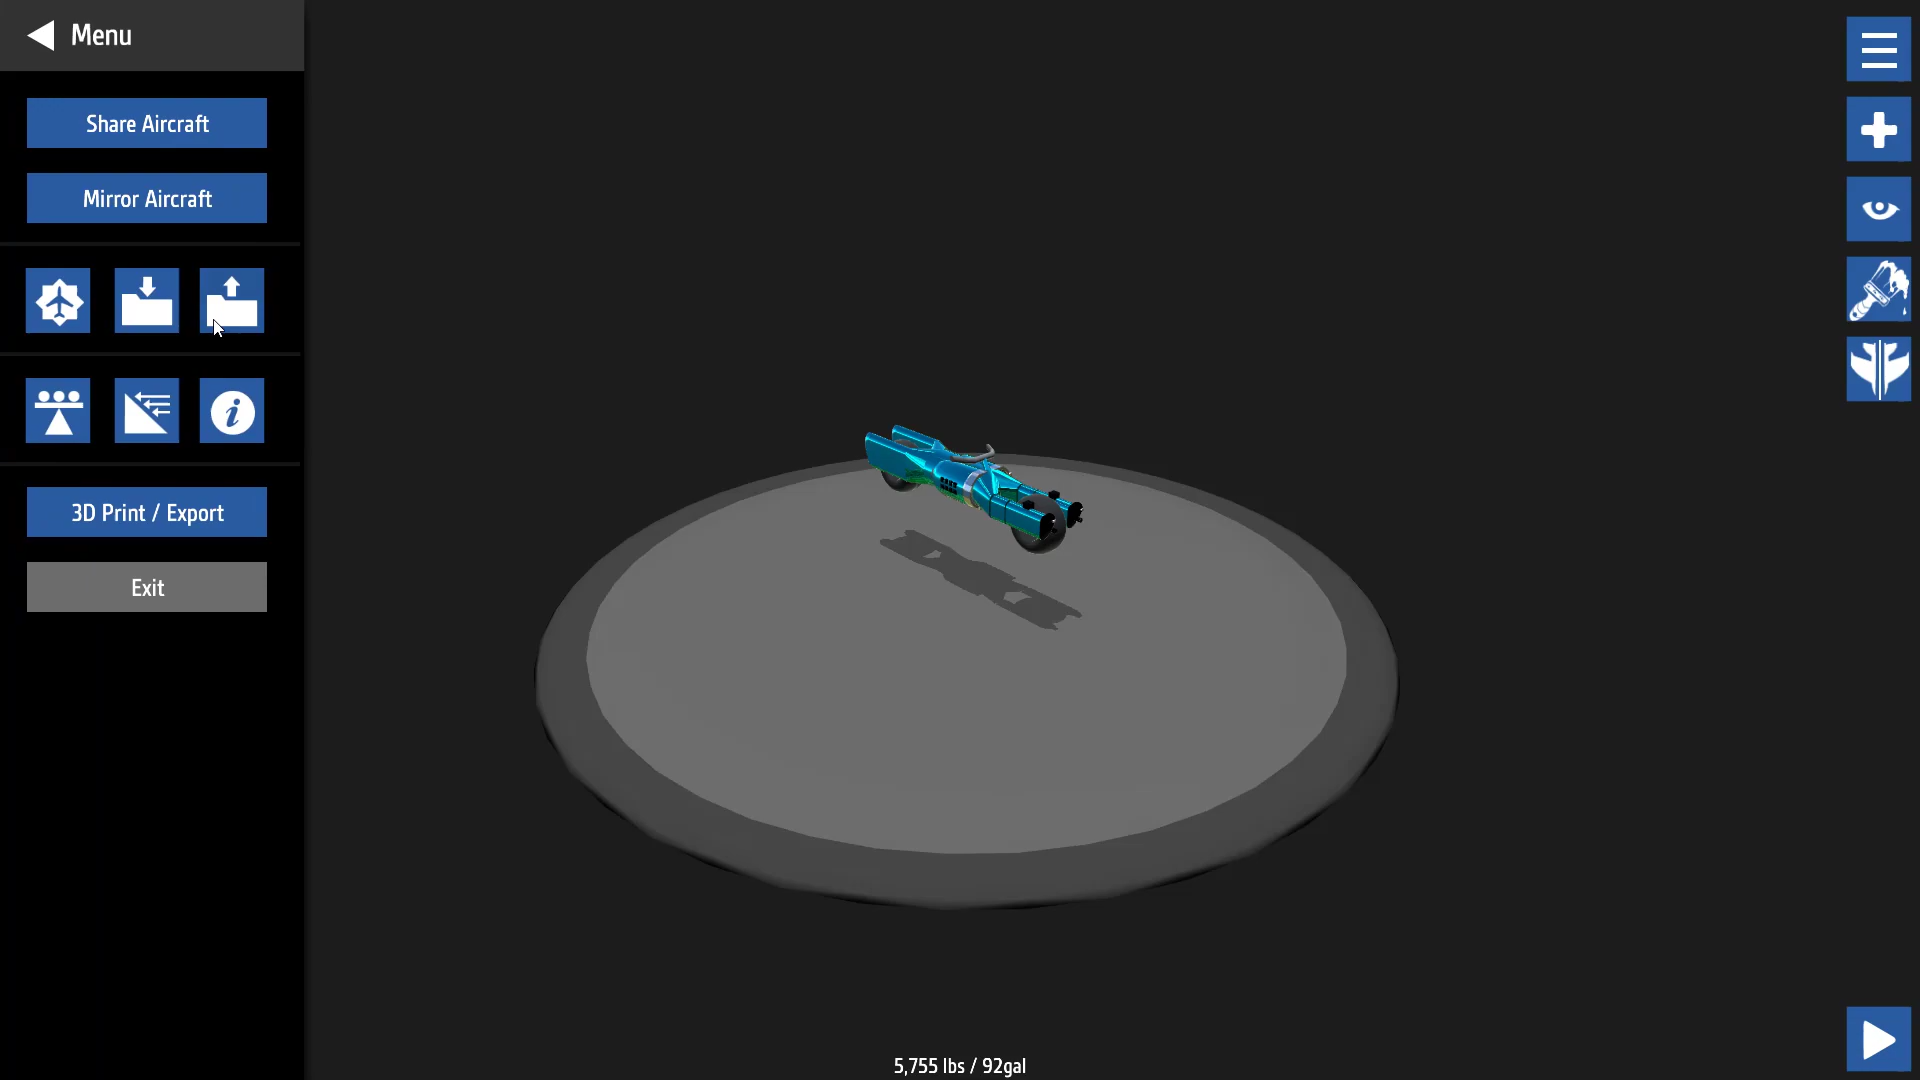 Menu
Share Aircraft
Mirror Aircraft
3D Print / Export
Exit
5,755 lbs / 92gal